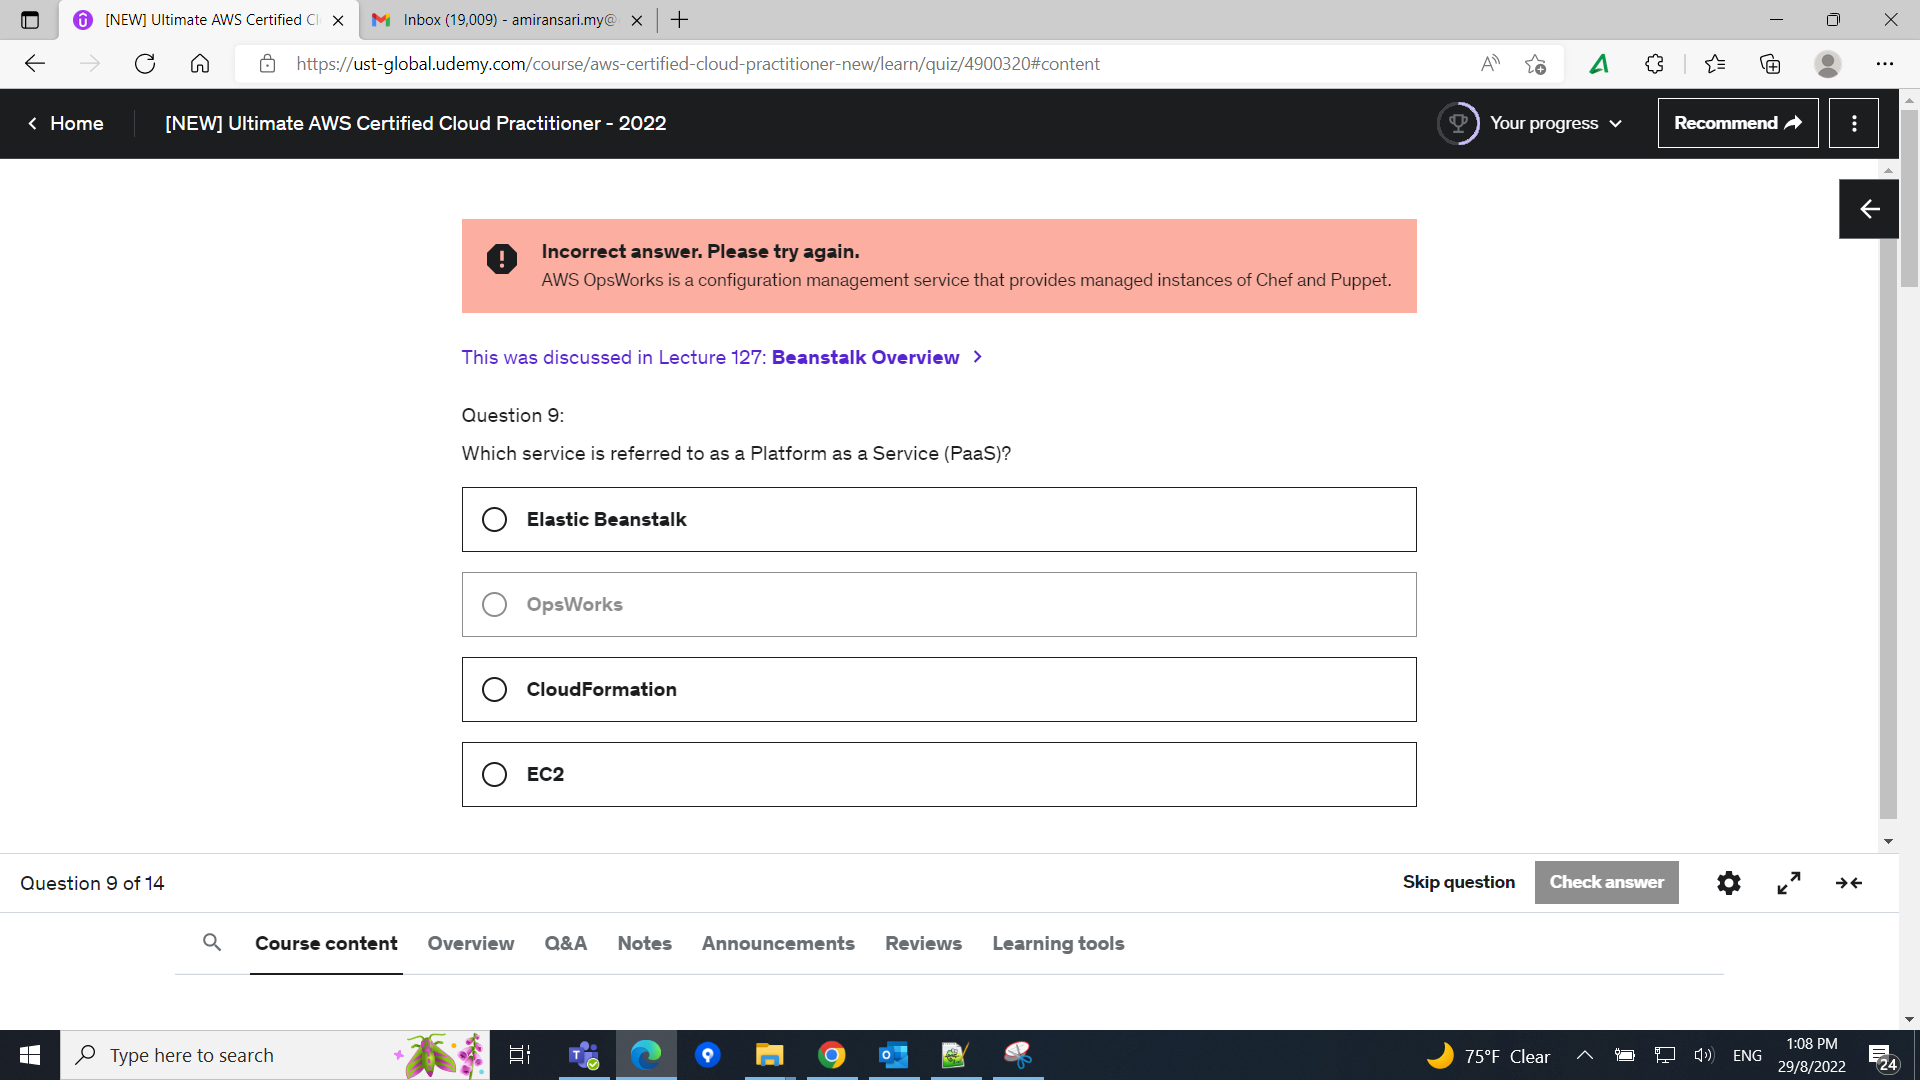 [NEW] Ultimate AWS Certified Cl
Inbox (19,009) - amiransari.my@
https://ust-global.udemy.com/course/aws-certified-cloud-practitioner-new/learn/quiz/4900320#content
Home
[NEW] Ultimate AWS Certified Cloud Practitioner - 2022
Your progress
Recommend
Incorrect answer. Please try again.
AWS OpsWorks is a configuration management service that provides managed instances of Chef and Puppet.
This was discussed in Lecture 127: Beanstalk Overview
Question 9:
Which service is referred to as a Platform as a Service (PaaS)?
Elastic Beanstalk
OpsWorks
CloudFormation
EC2
Question 9 of 14
Skip question
Check answer
Course content
Overview
Q&A
Notes
Announcements
Reviews
Learning tools
Type here to search
75°F Clear
ENG
1:08 PM
29/8/2022
24